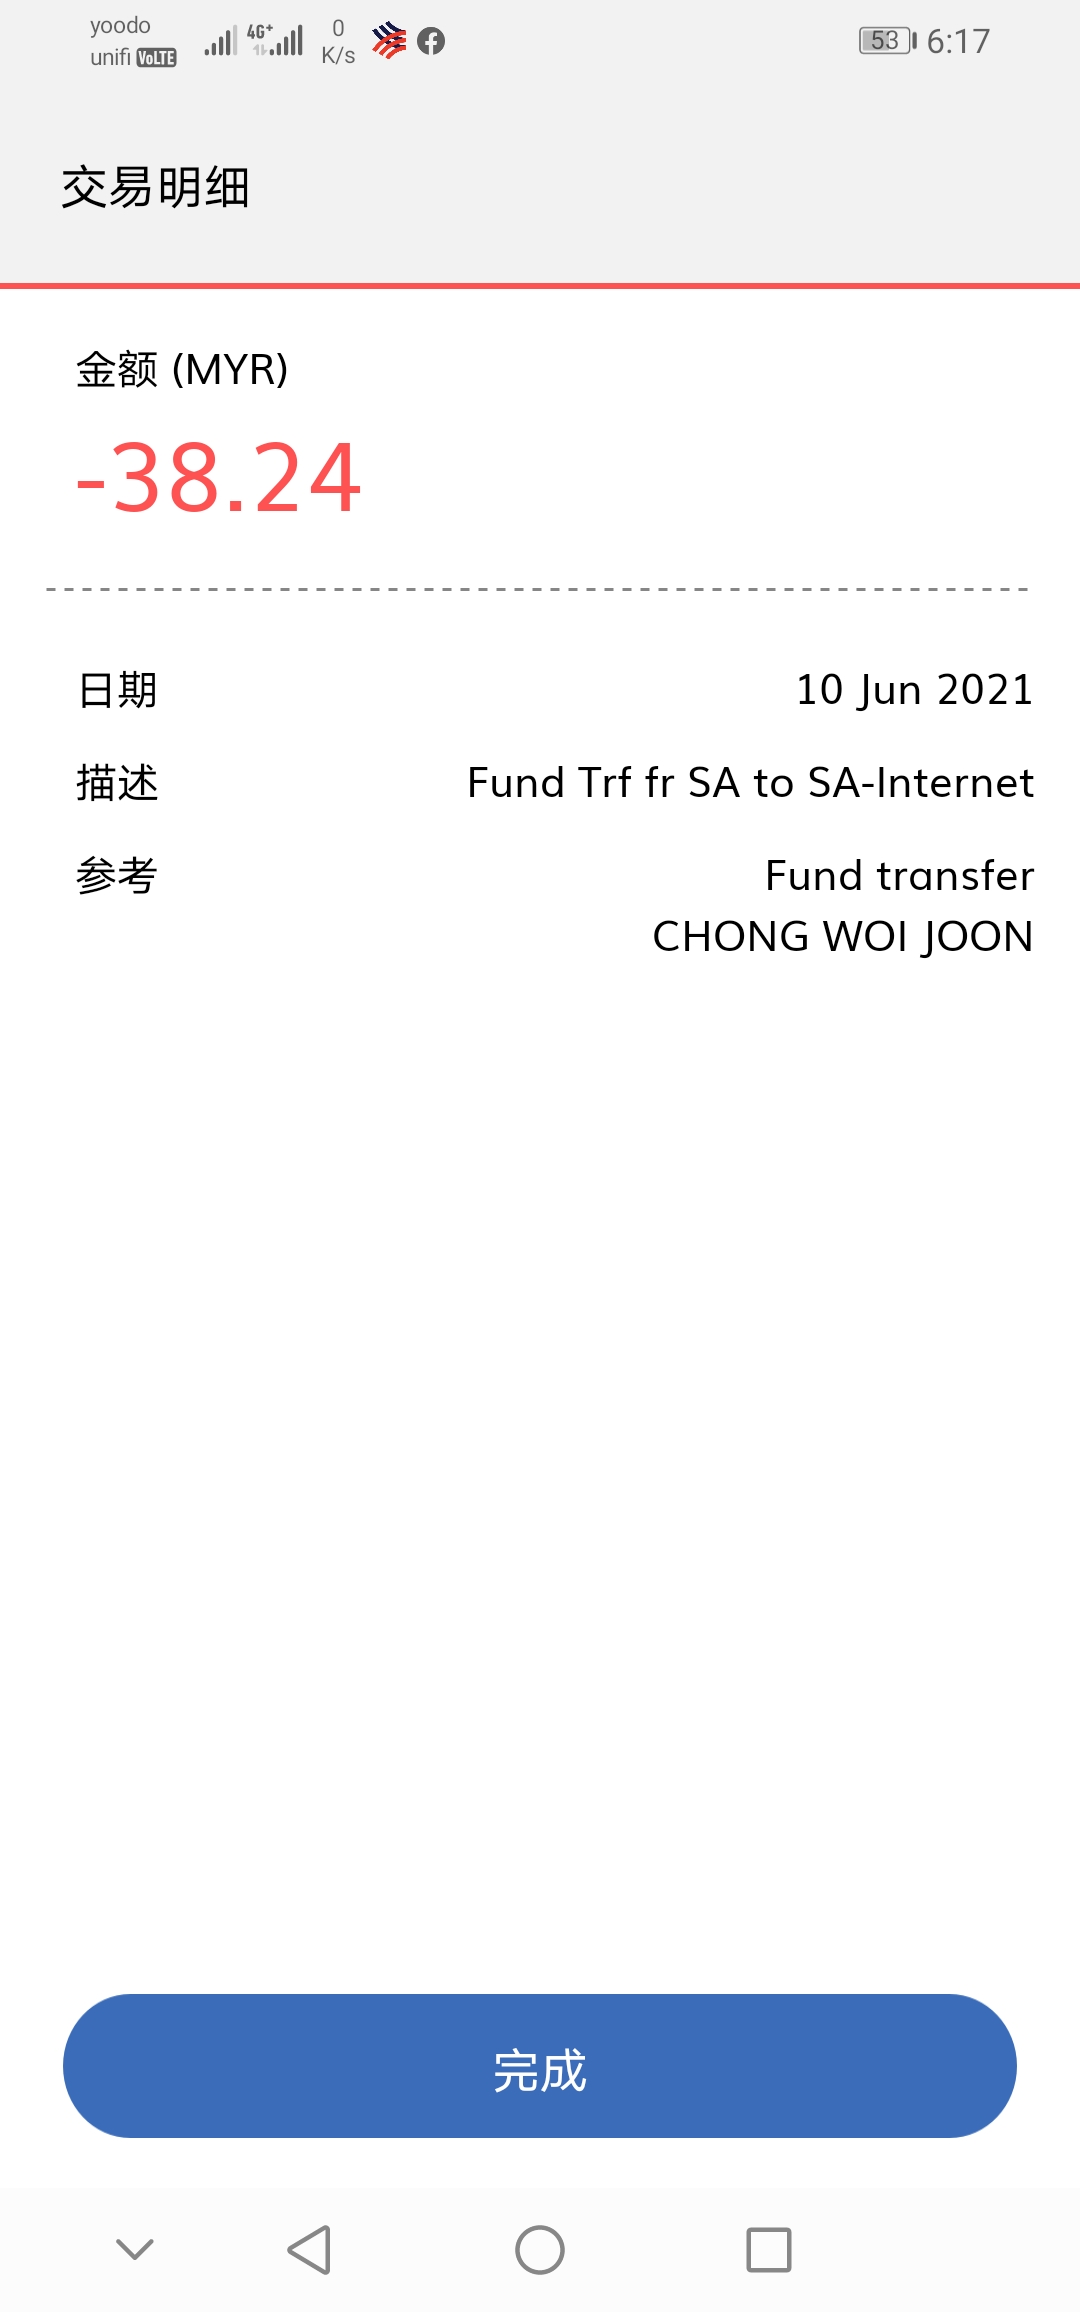 yoodo
unifi VoLTE
4G+
0
K/s
53
6:17
交易明细
金额 (MYR)
-38.24
日期
10 Jun 2021
描述
Fund Trf fr SA to SA-Internet
参考
Fund transfer
CHONG WOI JOON
完成